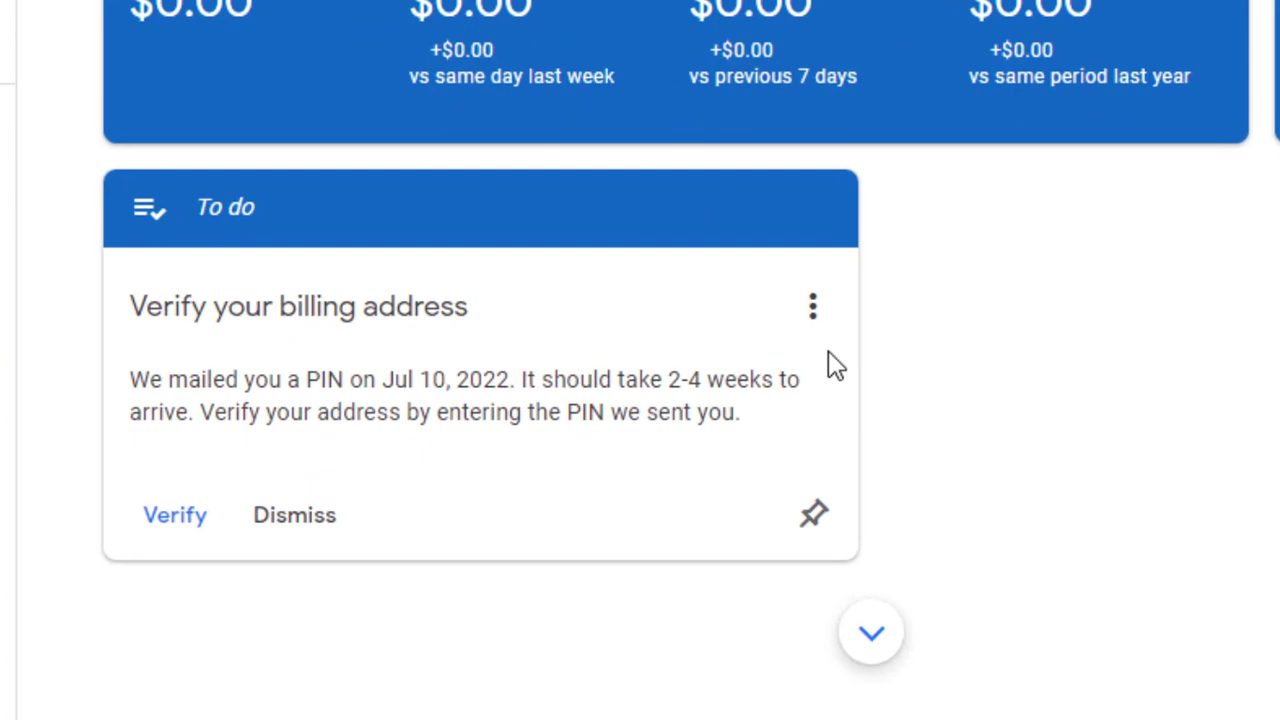 $0.00 $0.00 $0.00 $0.00
+$0.00 +$0.00 +$0.00
vs same day last week vs previous 7 days vs same period last year
To do
Verify your billing address
We mailed you a PIN on Jul 10, 2022. It should take 2-4 weeks to
arrive. Verify your address by entering the PIN we sent you.
Verify Dismiss